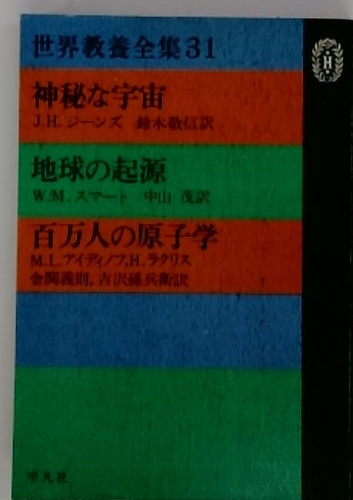 世界教養全集31
神秘な宇宙
J.H. ジーンズ 鈴木敬信訳
地球の起源
W.M. スマート 中山 茂訳
百万人の原子学
M.L. アイディノフ, H. ラクリス
金関義則, 吉沢孫兵衛訳
平凡社
H